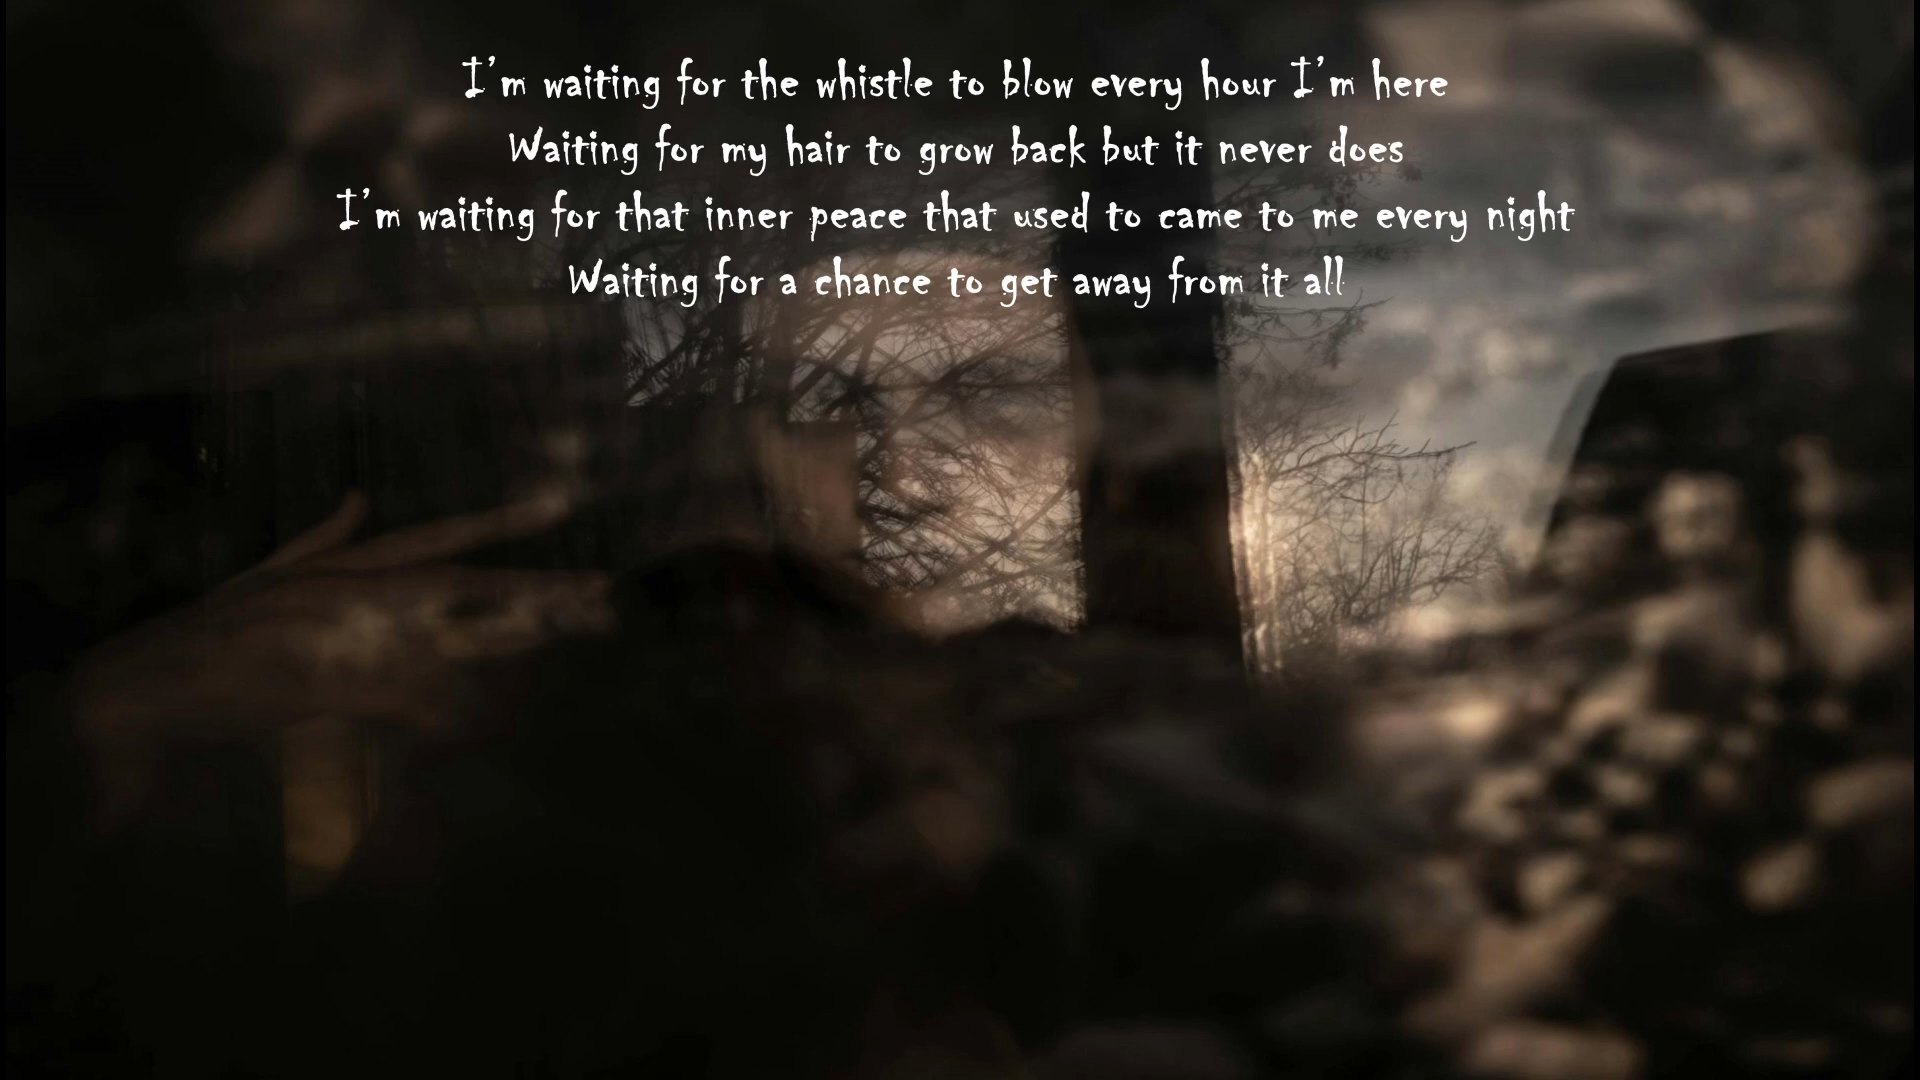 I'm waiting for the whistle to blow every hour I'm here
Waiting for my hair to grow back but it never does
I'm waiting for that inner peace that used to came to me every night
Waiting for a chance to get away from it all